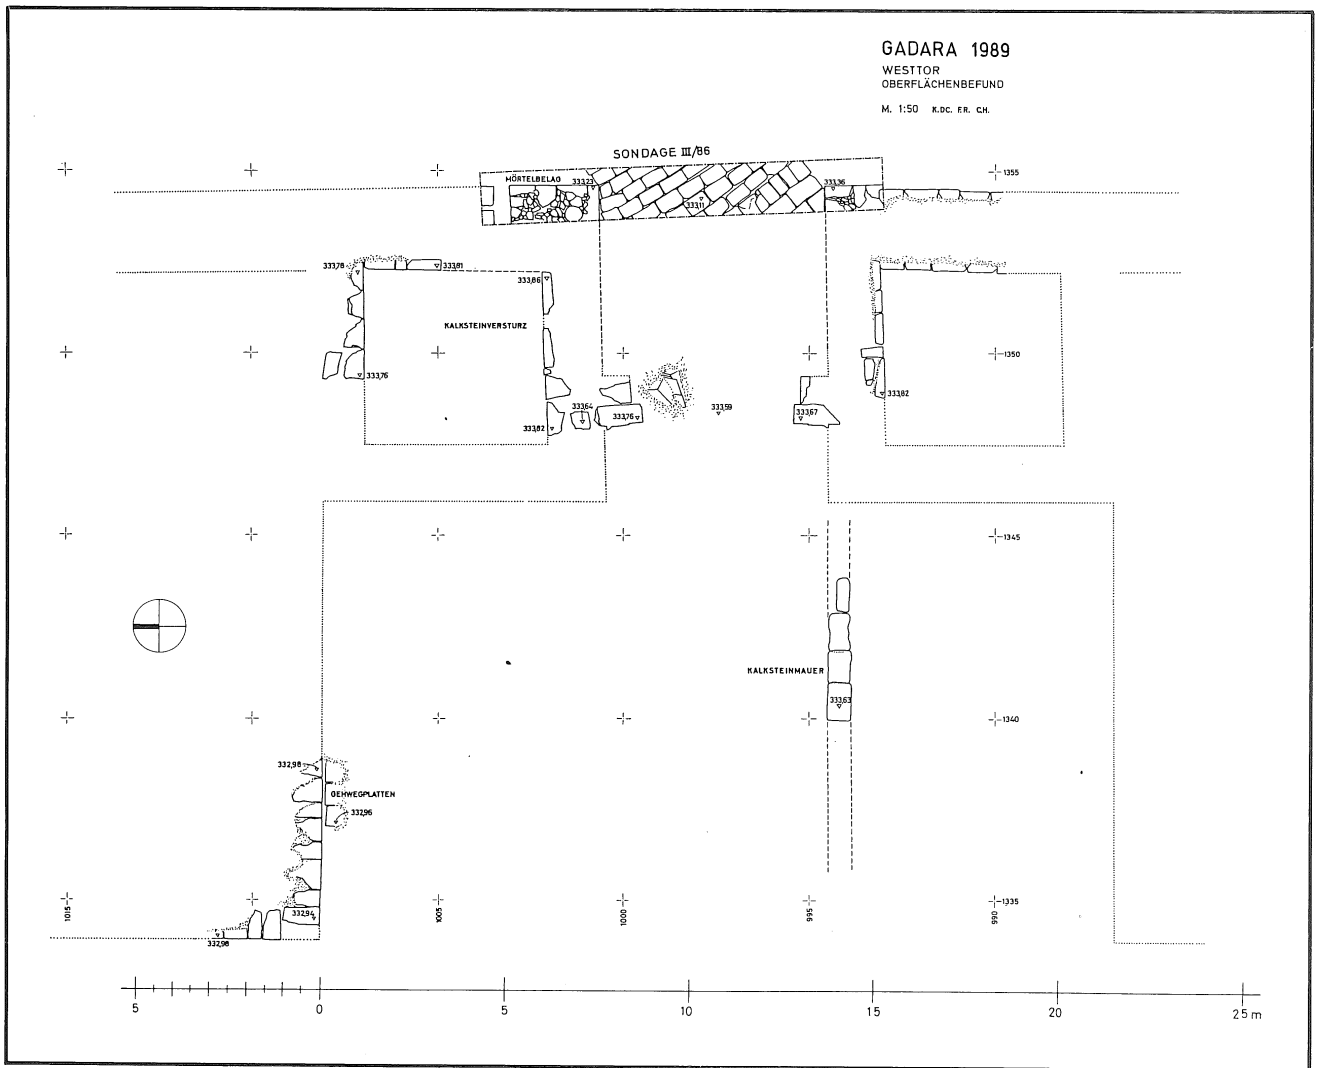 GADARA 1989
WESTTOR
OBERFLÄCHENBEFUND
M. 1:50 K.DC. F.R. C.H.
SONDAGE III/86
1355
MÖRTELBELAG
333,23
333,36
333,11
333,78
333,81
333,86
KALKSTEINVERSTURZ
1350
333,76
333,82
333,64
333,76
333,59
333,67
333,82
1345
KALKSTEINMAUER
333,63
1340
332,98
GEHWEGPLATTEN
332,96
332,94
332,98
1015
1005
1000
995
990
1335
5 0 5 10 15 20 25 m